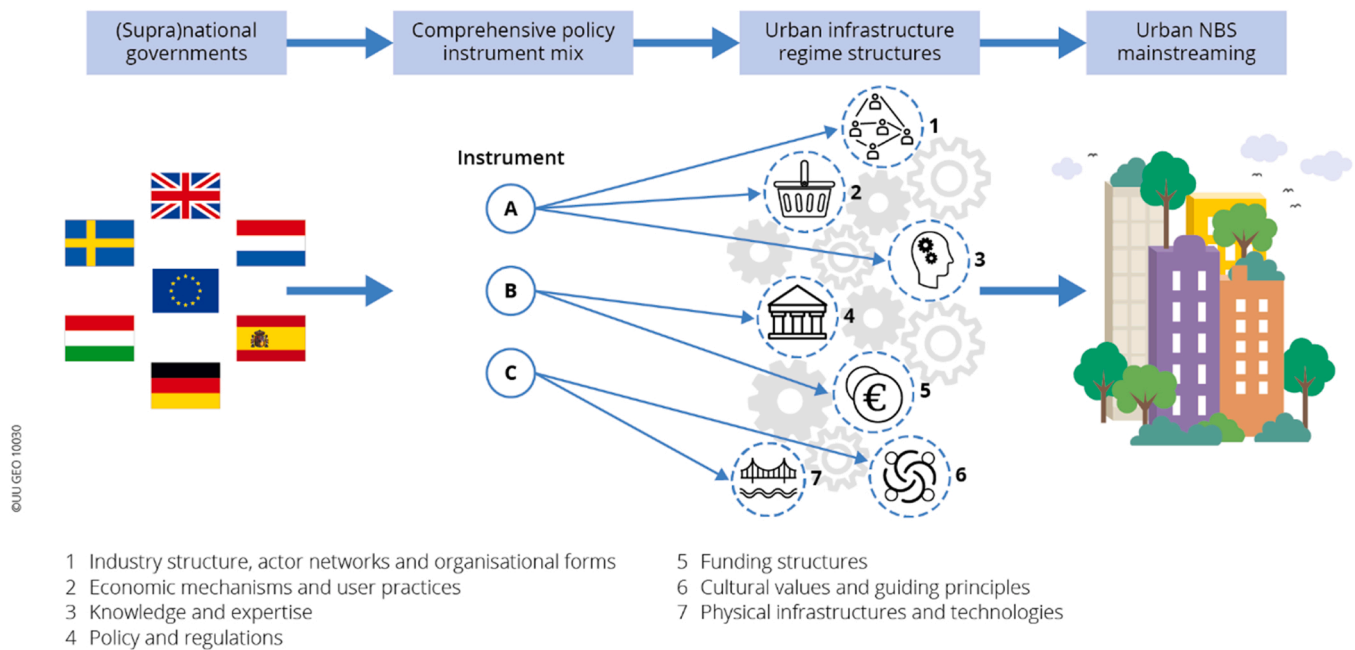 (Supra)national
governments
Comprehensive policy
instrument mix
Urban infrastructure
regime structures
Urban NBS
mainstreaming
Instrument
A
B
C
1
2
3
4
€
5
6
7
©UU GEO 10030
1 Industry structure, actor networks and organisational forms
2 Economic mechanisms and user practices
3 Knowledge and expertise
4 Policy and regulations
5 Funding structures
6 Cultural values and guiding principles
7 Physical infrastructures and technologies